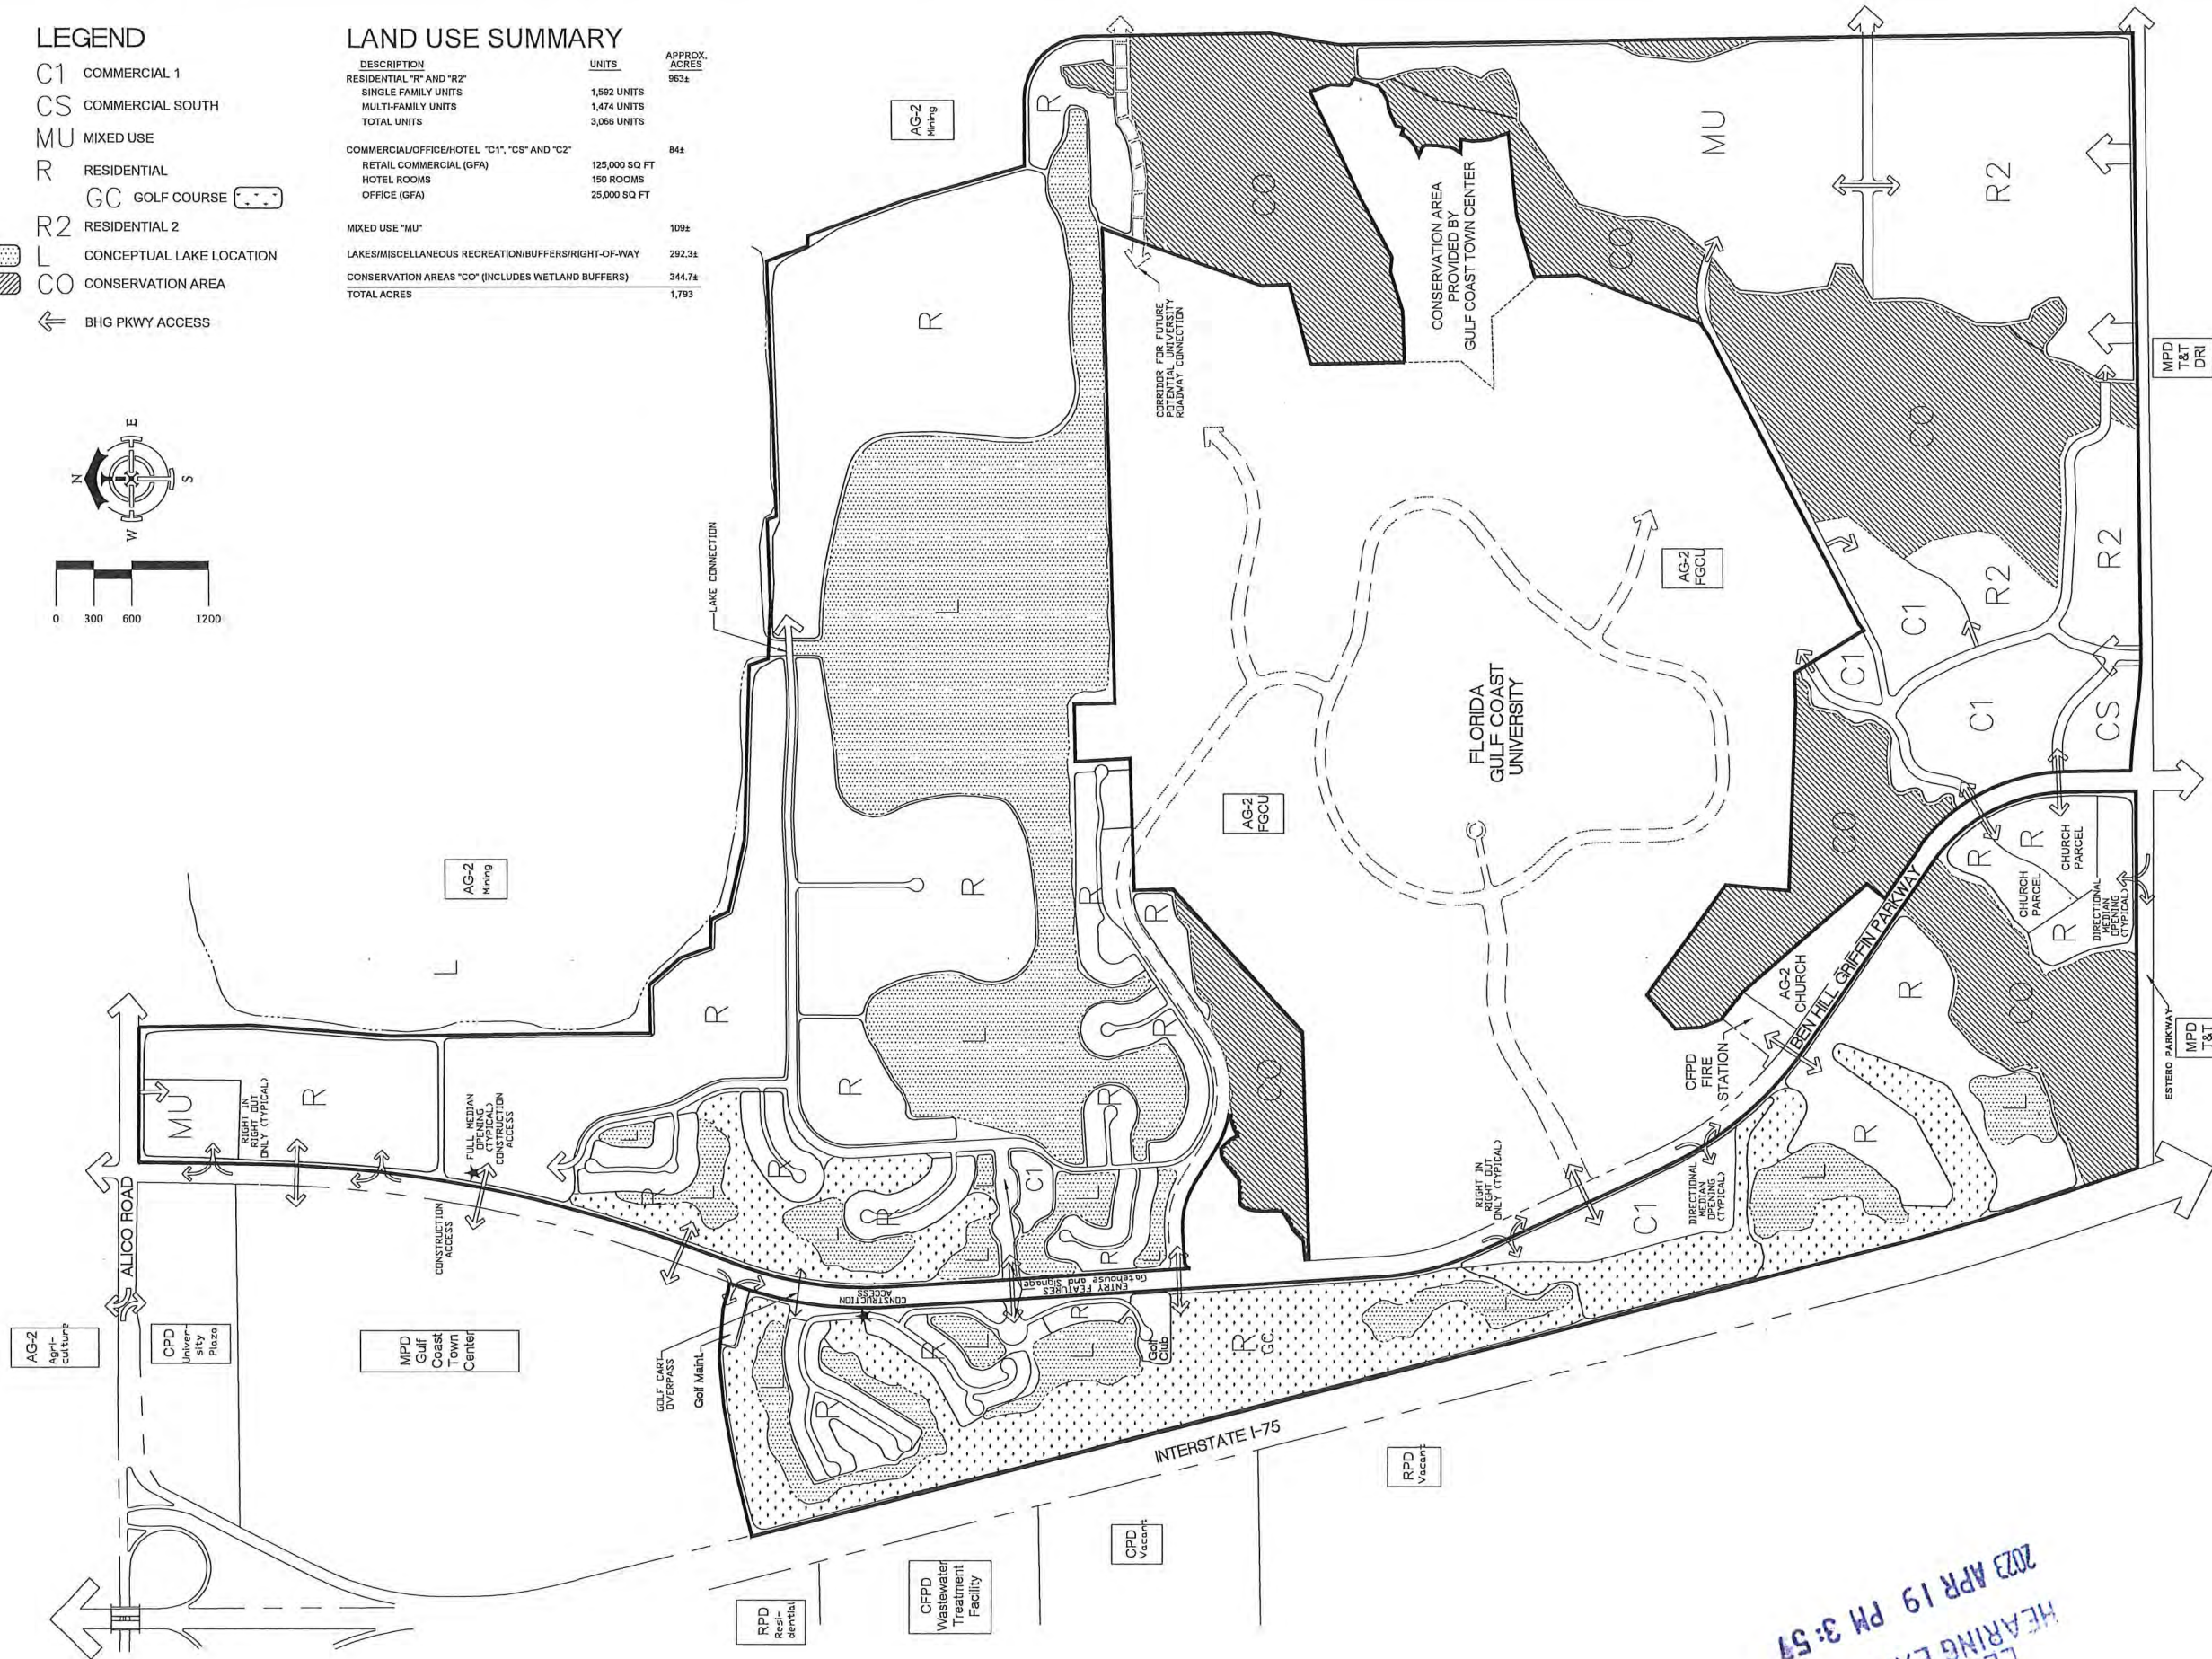 LEGEND
C1 COMMERCIAL 1
CS COMMERCIAL SOUTH
MU MIXED USE
R RESIDENTIAL
GC GOLF COURSE
R2 RESIDENTIAL 2
L CONCEPTUAL LAKE LOCATION
CO CONSERVATION AREA
BHG PKWY ACCESS
LAND USE SUMMARY
DESCRIPTION UNITS APPROX. ACRES
RESIDENTIAL "R" AND "R2" 963±
SINGLE FAMILY UNITS 1,592 UNITS
MULTI-FAMILY UNITS 1,474 UNITS
TOTAL UNITS 3,066 UNITS
COMMERCIAL/OFFICE/HOTEL "C1", "CS" AND "C2" 84±
RETAIL COMMERCIAL (GFA) 125,000 SQ FT
HOTEL ROOMS 150 ROOMS
OFFICE (GFA) 25,000 SQ FT
MIXED USE "MU" 109±
LAKES/MISCELLANEOUS RECREATION/BUFFERS/RIGHT-OF-WAY 292.3±
CONSERVATION AREAS "CO" (INCLUDES WETLAND BUFFERS) 344.7±
TOTAL ACRES 1,793
N
E
S
W
0 300 600 1200
AG-2
Mining
R
R
CO
CORRIDOR FOR FUTURE
POTENTIAL UNIVERSITY
ROADWAY CONNECTION
CONSERVATION AREA
PROVIDED BY
GULF COAST TOWN CENTER
MU
R2
CO
CO
MPD
T&T
DRI
LAKE CONNECTION
L
AG-2
FGCU
C1
R2
R2
C1
C1
CS
FLORIDA
GULF COAST
UNIVERSITY
AG-2
FGCU
CO
AG-2
Mining
L
R
R
R
R
L
R
R
R
CO
R
R
CHURCH
PARCEL
CHURCH
PARCEL
R
DIRECTIONAL
MEDIAN
OPENING
(TYPICAL)
BEN HILL GRIFFIN PARKWAY
AG-2
CHURCH
CFPD
FIRE
STATION
R
CO
ESTERO PARKWAY
MPD
T&T
ALICO ROAD
MU
R
RIGHT IN
RIGHT OUT
ONLY (TYPICAL)
FULL MEDIAN
OPENING
(TYPICAL)
CONSTRUCTION
ACCESS
CONSTRUCTION
ACCESS
L
R
L
R
R
L
L
L
C1
L
R
RIGHT IN
RIGHT OUT
ONLY (TYPICAL)
C1
DIRECTIONAL
MEDIAN
OPENING
(TYPICAL)
R
L
L
CONSTRUCTION
ACCESS
ENTRY FEATURES
Gatehouse and Signage
AG-2
Agri-
culture
CPD
Univer-
sity
Plaza
MPD
Gulf
Coast
Town
Center
GOLF CART
OVERPASS
Golf Maint.
L
R
R
L
R
L
Golf
Club
R
GC
L
INTERSTATE I-75
RPD
Vacant
CPD
Vacant
CFPD
Wastewater
Treatment
Facility
RPD
Resi-
dential
2023 APR 19 PM 3:51